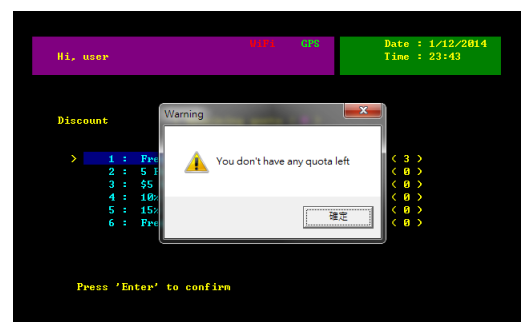 WiFi GPS Date : 1/12/2014
Hi, user Time : 23:43
Discount
Warning
You don't have any quota left
確定
> 1 : Fre ( 3 )
2 : 5 ( 0 )
3 : $5 ( 0 )
4 : 10% ( 0 )
5 : 15% ( 0 )
6 : Fre ( 0 )
Press 'Enter' to confirm